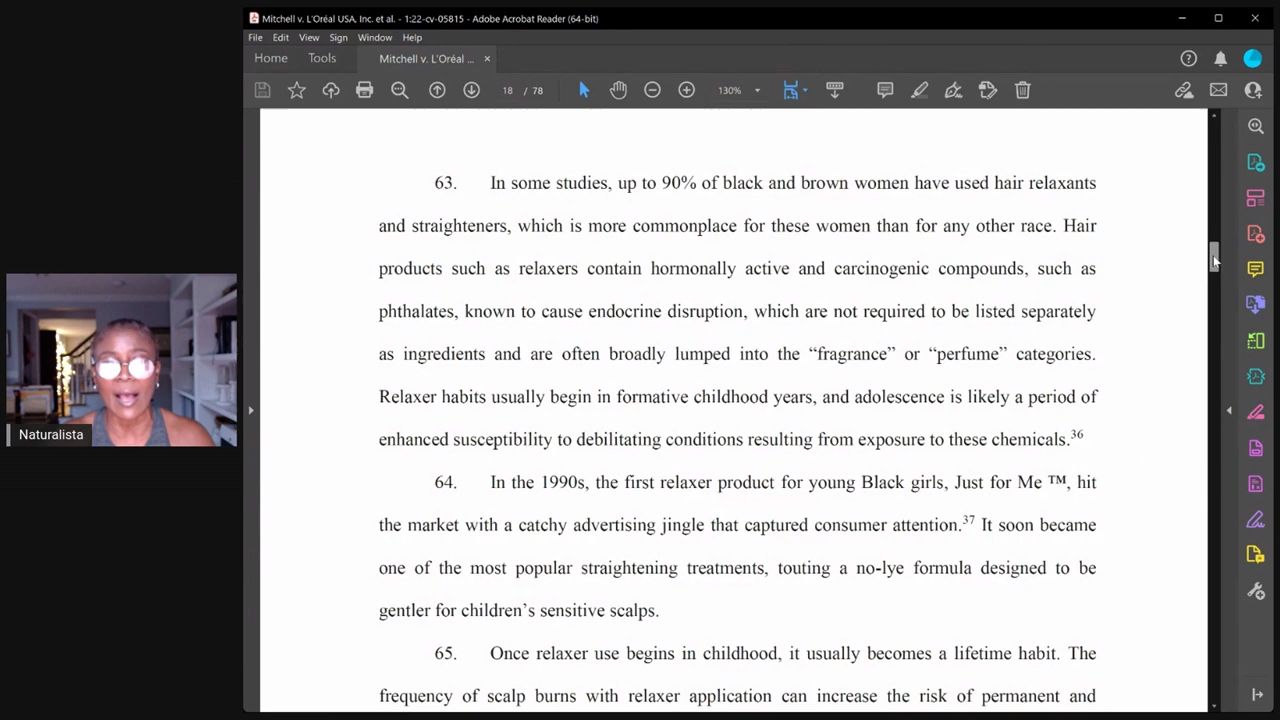 Mitchell v. L'Oréal USA, Inc. et al. - 1:22-cv-05815 - Adobe Acrobat Reader (64-bit)
File Edit View Sign Window Help
Home Tools Mitchell v. L'Oréal ... ×
18 / 78 130%
63. In some studies, up to 90% of black and brown women have used hair relaxants
and straighteners, which is more commonplace for these women than for any other race. Hair
products such as relaxers contain hormonally active and carcinogenic compounds, such as
phthalates, known to cause endocrine disruption, which are not required to be listed separately
as ingredients and are often broadly lumped into the “fragrance” or “perfume” categories.
Relaxer habits usually begin in formative childhood years, and adolescence is likely a period of
enhanced susceptibility to debilitating conditions resulting from exposure to these chemicals.36
64. In the 1990s, the first relaxer product for young Black girls, Just for Me ™, hit
the market with a catchy advertising jingle that captured consumer attention.37 It soon became
one of the most popular straightening treatments, touting a no-lye formula designed to be
gentler for children’s sensitive scalps.
65. Once relaxer use begins in childhood, it usually becomes a lifetime habit. The
frequency of scalp burns with relaxer application can increase the risk of permanent and
Naturalista